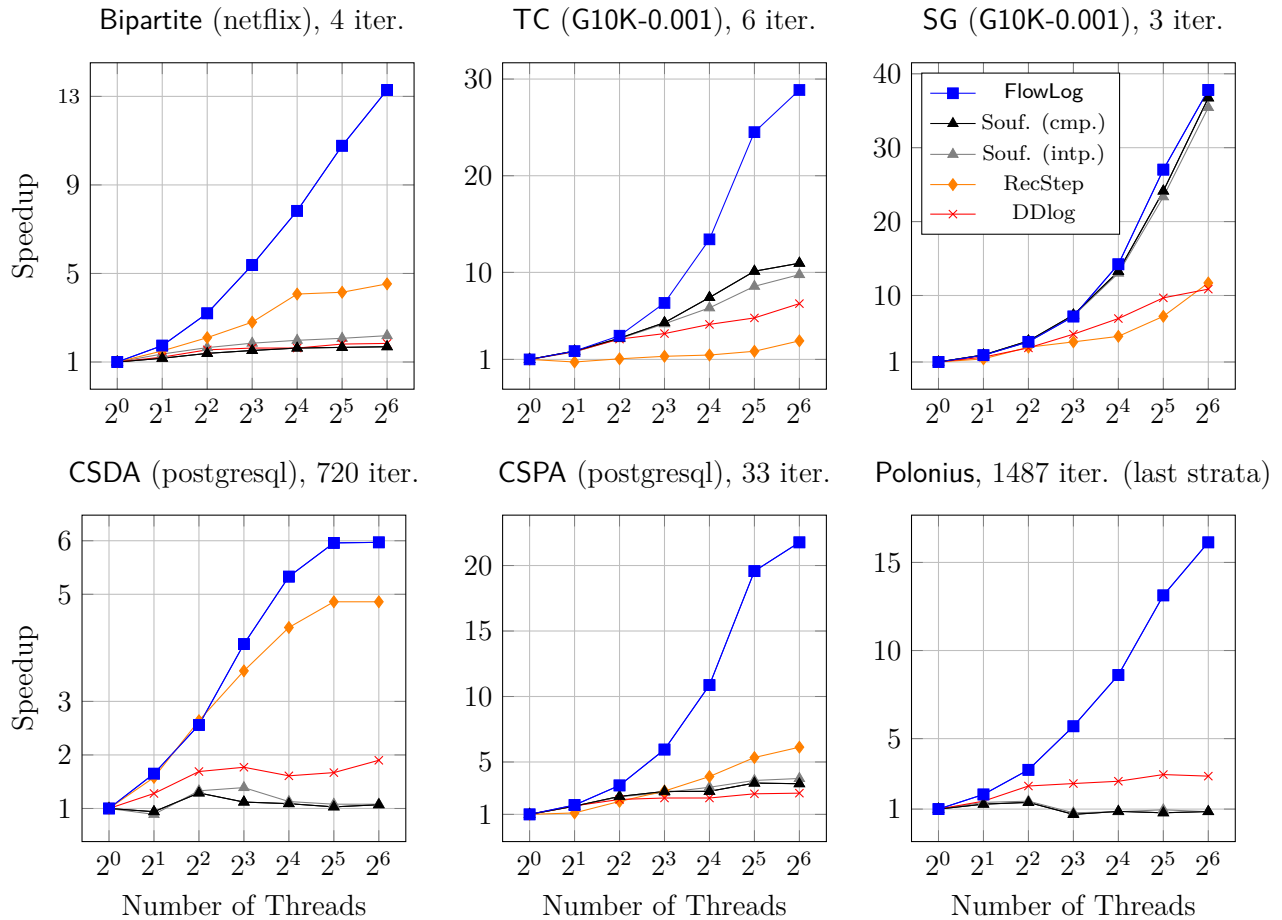 Bipartite (netflix), 4 iter.
TC (G10K-0.001), 6 iter.
SG (G10K-0.001), 3 iter.
Speedup
13
9
5
1
2^0 2^1 2^2 2^3 2^4 2^5 2^6
30
20
10
1
2^0 2^1 2^2 2^3 2^4 2^5 2^6
40
30
20
10
1
FlowLog
Souf. (cmp.)
Souf. (intp.)
RecStep
DDlog
2^0 2^1 2^2 2^3 2^4 2^5 2^6
CSDA (postgresql), 720 iter.
CSPA (postgresql), 33 iter.
Polonius, 1487 iter. (last strata)
Speedup
6
5
3
2
1
2^0 2^1 2^2 2^3 2^4 2^5 2^6
Number of Threads
20
15
10
5
1
2^0 2^1 2^2 2^3 2^4 2^5 2^6
Number of Threads
15
10
5
1
2^0 2^1 2^2 2^3 2^4 2^5 2^6
Number of Threads